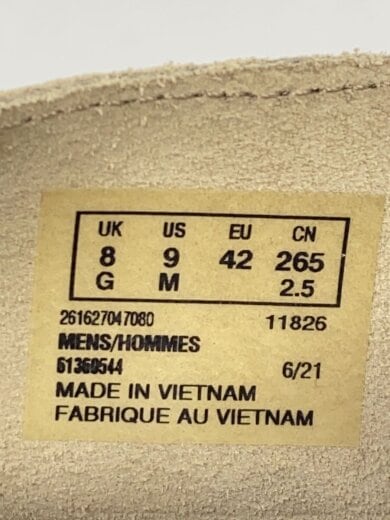 UK US EU CN
8 9 42 265
G M 2.5
261627047080 11826
MENS/HOMMES
61360544 6/21
MADE IN VIETNAM
FABRIQUE AU VIETNAM